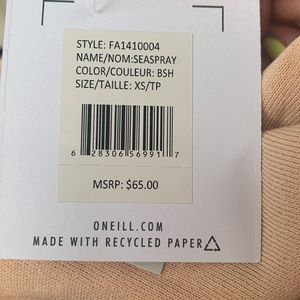 STYLE: FA1410004
NAME/NOM:SEASPRAY
COLOR/COULEUR: BSH
SIZE/TAILLE: XS/TP
6 28306 56991 7
MSRP: $65.00
ONEILL.COM
MADE WITH RECYCLED PAPER